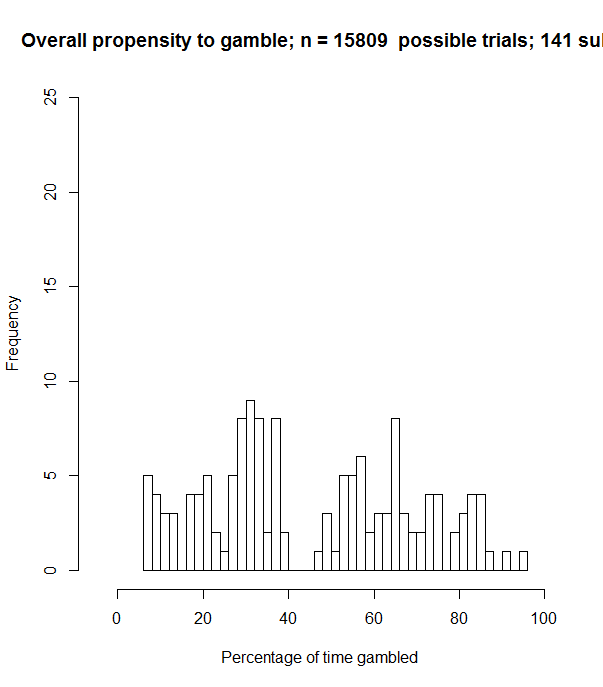 Overall propensity to gamble; n = 15809 possible trials; 141 sul
25
20
15
10
5
0
Frequency
0 20 40 60 80 100
Percentage of time gambled